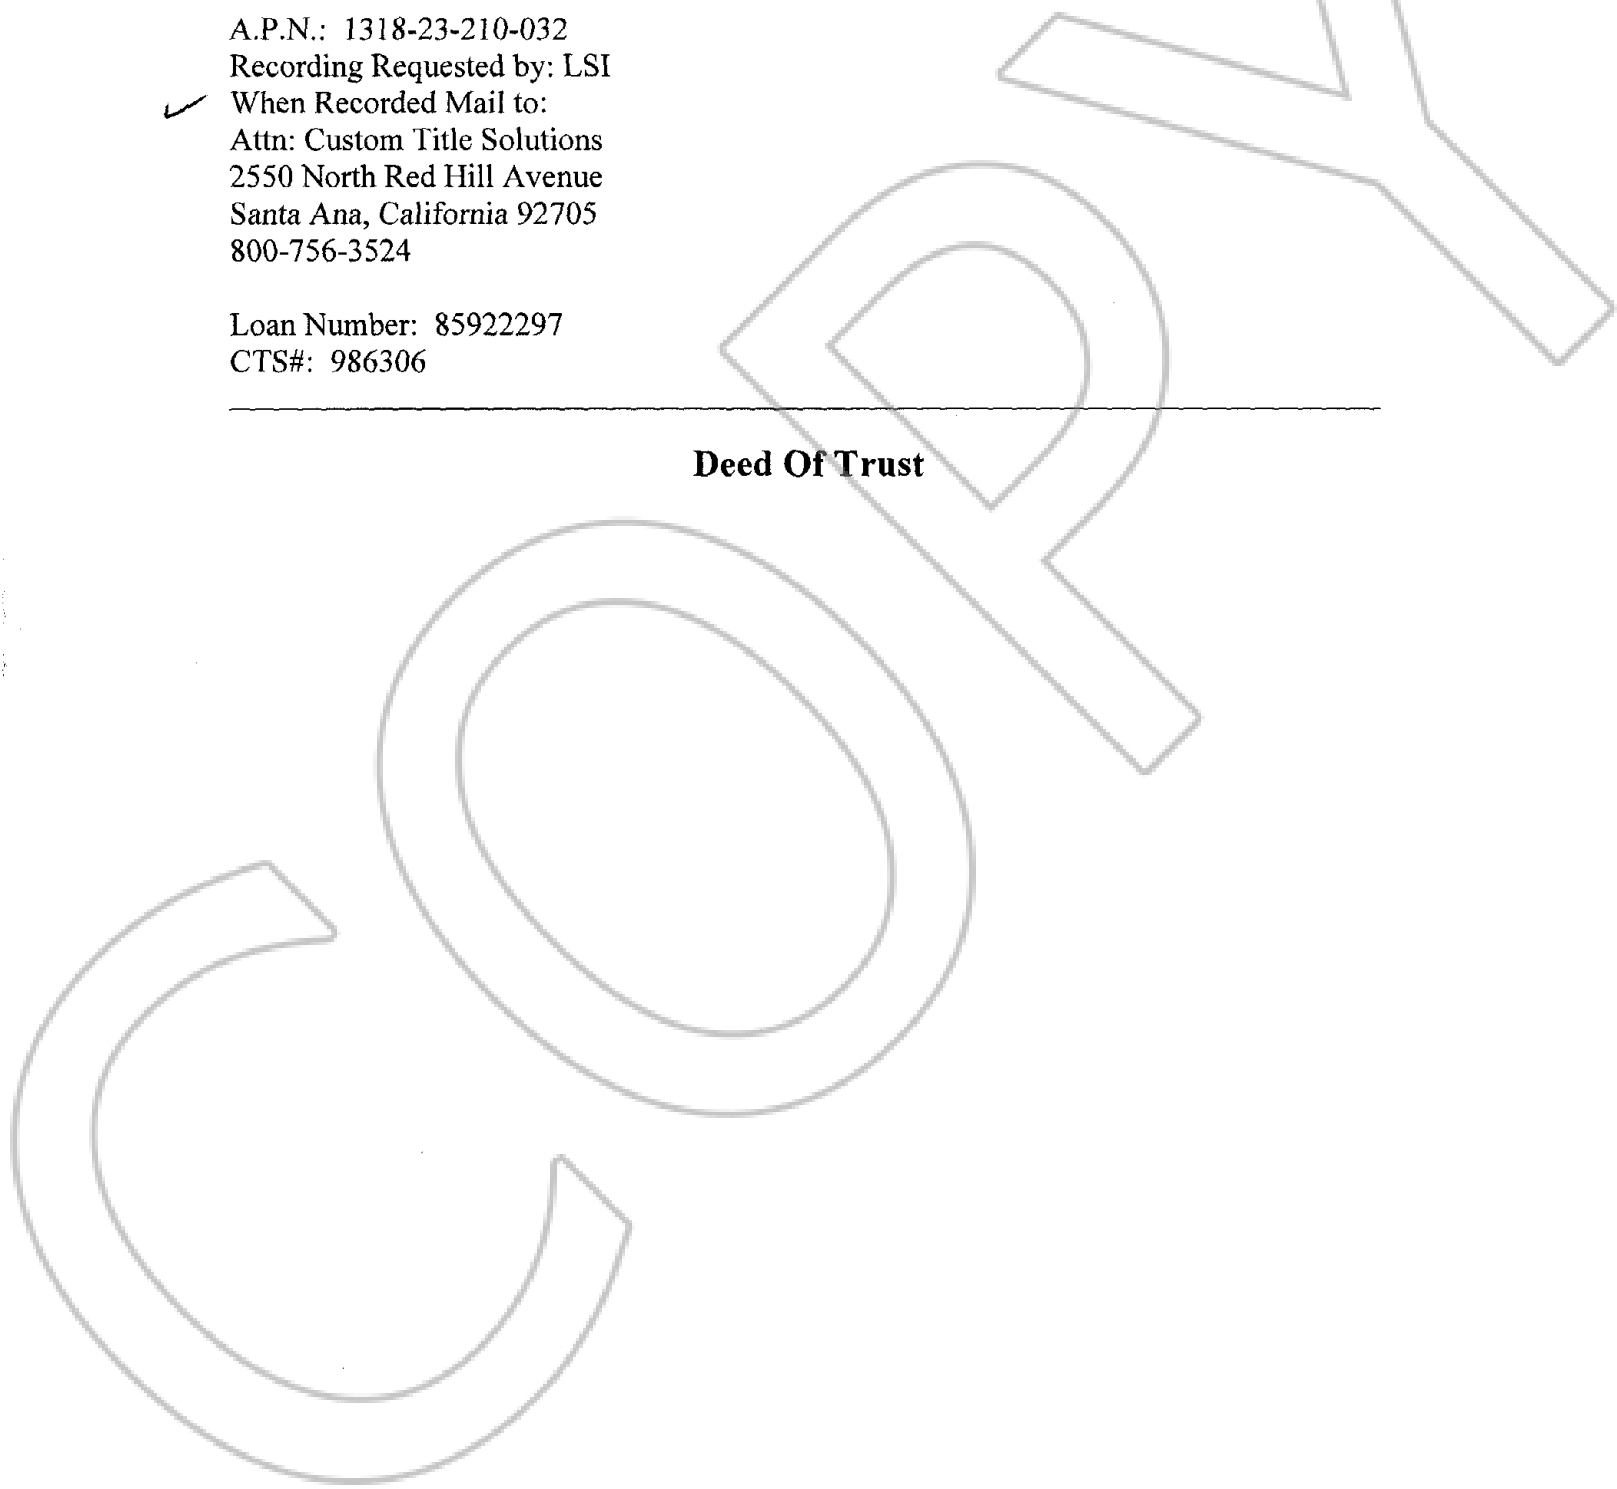 A.P.N.: 1318-23-210-032
Recording Requested by: LSI
When Recorded Mail to:
Attn: Custom Title Solutions
2550 North Red Hill Avenue
Santa Ana, California 92705
800-756-3524
Loan Number: 85922297
CTS#: 986306
Deed Of Trust
COPY